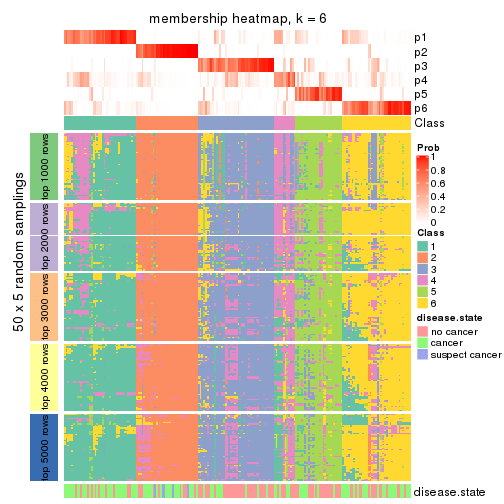 membership heatmap, k = 6
p1
p2
p3
p4
p5
p6
Class
50 x 5 random samplings
top 1000 rows
top 2000 rows
top 3000 rows
top 4000 rows
top 5000 rows
Prob
1
0.8
0.6
0.4
0.2
0
Class
1
2
3
4
5
6
disease.state
no cancer
cancer
suspect cancer
disease.state